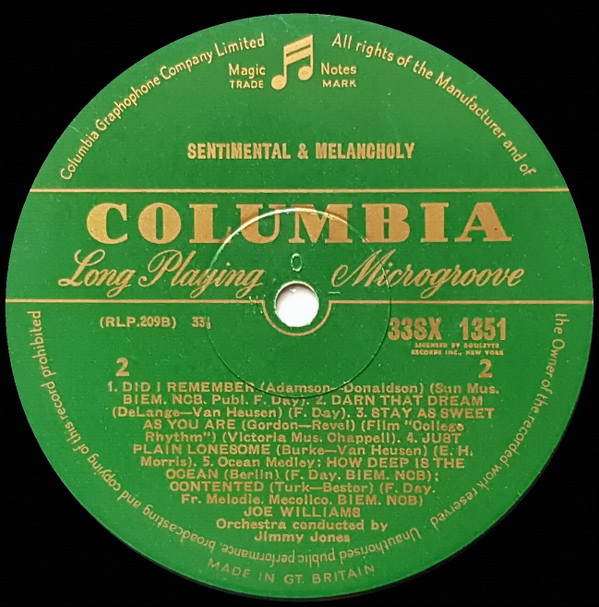 Columbia Graphophone Company Limited
All rights of the Manufacturer and of
the Owner of the recorded work reserved. Unauthorised public performance, broadcasting and copying of this record prohibited
Magic Notes
TRADE MARK
SENTIMENTAL & MELANCHOLY
COLUMBIA
Long Playing Microgroove
(RLP.209B) 33⅓
33SX 1351
LICENSED BY ROULETTE
RECORDS INC., NEW YORK
2 2
1. DID I REMEMBER (Adamson—Donaldson) (Sun Mus.
BIEM. NCB. Publ. F. Day). 2. DARN THAT DREAM
(DeLange—Van Heusen) (F. Day). 3. STAY AS SWEET
AS YOU ARE (Gordon—Revel) (Film "College
Rhythm") (Victoria Mus. Chappell). 4. JUST
PLAIN LONESOME (Burke—Van Heusen) (E. H.
Morris). 5. Ocean Medley: HOW DEEP IS THE
OCEAN (Berlin) (F. Day. BIEM. NCB);
CONTENTED (Turk—Bestor) (F. Day.
Fr. Melodie. Mecolico. BIEM. NCB)
JOE WILLIAMS
Orchestra conducted by
Jimmy Jones
MADE IN GT. BRITAIN